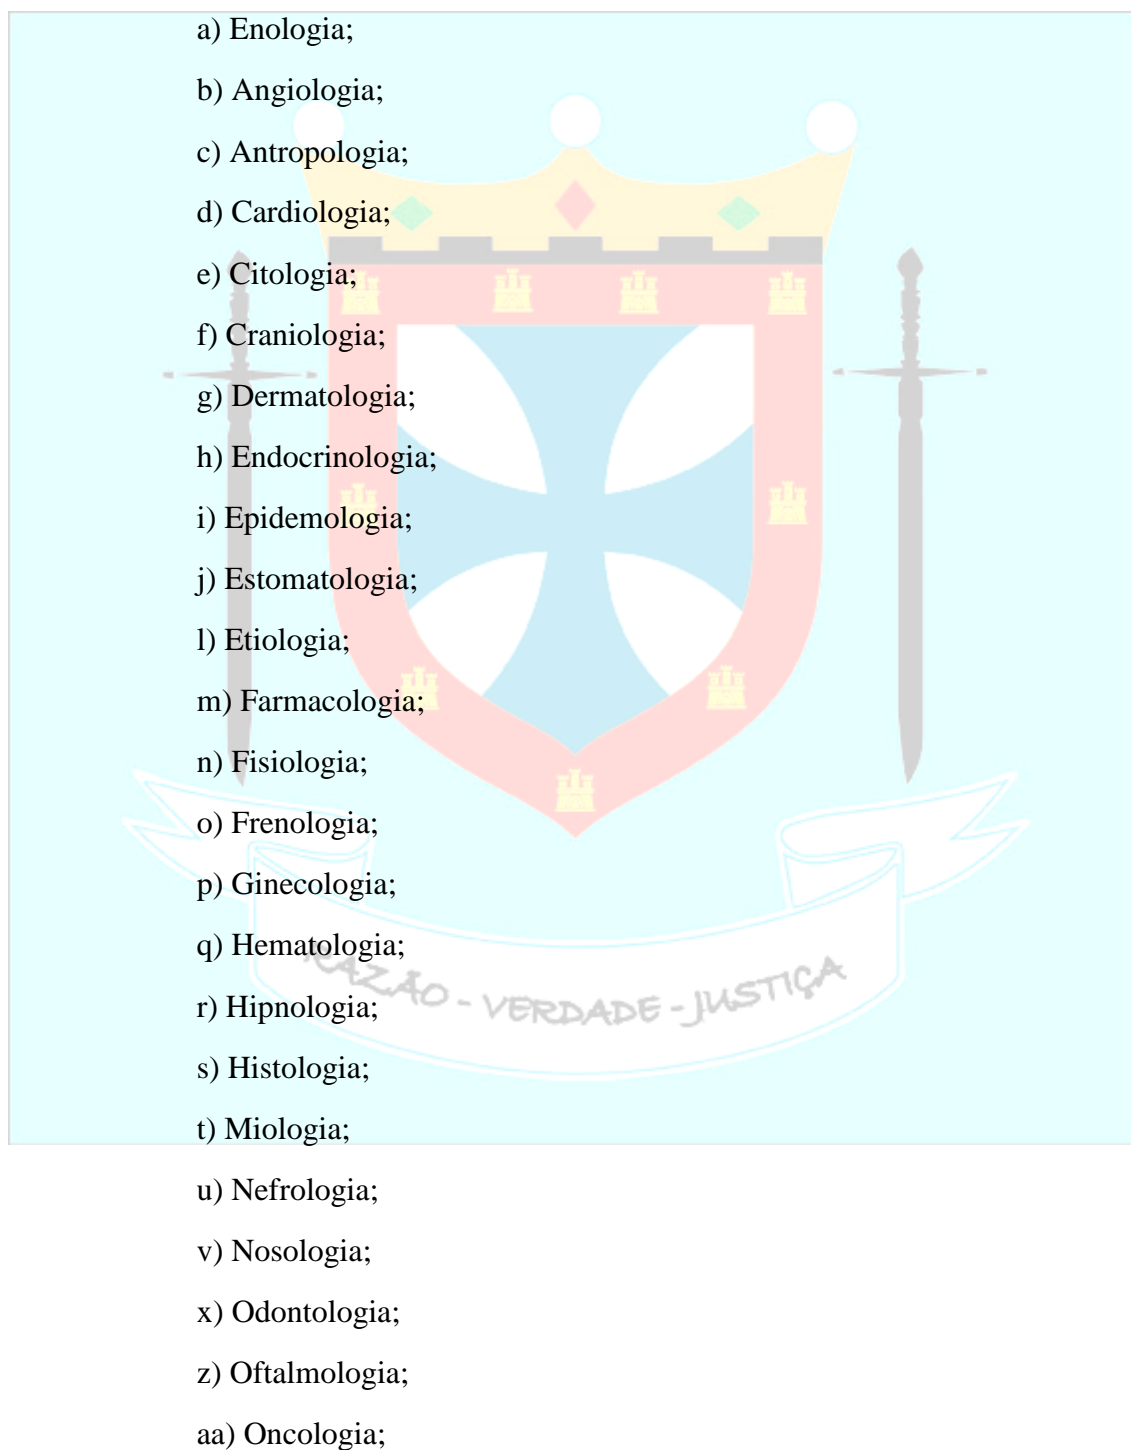 a) Enologia;
b) Angiologia;
c) Antropologia;
d) Cardiologia;
e) Citologia;
f) Craniologia;
g) Dermatologia;
h) Endocrinologia;
i) Epidemologia;
j) Estomatologia;
l) Etiologia;
m) Farmacologia;
n) Fisiologia;
o) Frenologia;
p) Ginecologia;
q) Hematologia;
RAZÃO - VERDADE - JUSTIÇA
r) Hipnologia;
s) Histologia;
t) Miologia;
u) Nefrologia;
v) Nosologia;
x) Odontologia;
z) Oftalmologia;
aa) Oncologia;